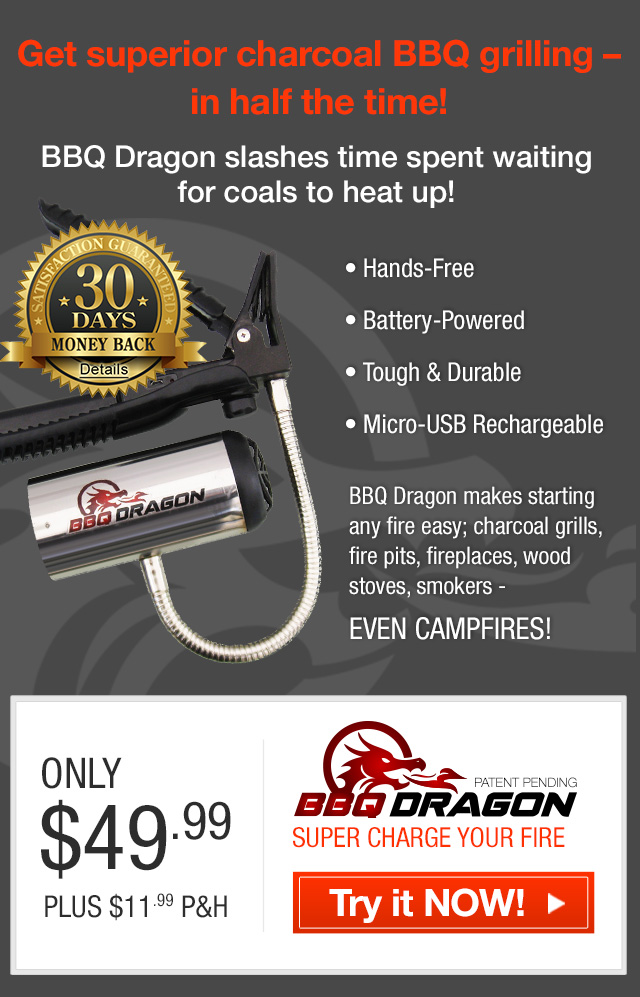 Get superior charcoal BBQ grilling –
in half the time!
BBQ Dragon slashes time spent waiting
for coals to heat up!
SATISFACTION GUARANTEED
30
DAYS
MONEY BACK
Details
• Hands-Free
• Battery-Powered
• Tough & Durable
• Micro-USB Rechargeable
BBQ DRAGON
BBQ Dragon makes starting
any fire easy; charcoal grills,
fire pits, fireplaces, wood
stoves, smokers -
EVEN CAMPFIRES!
ONLY
$49.99
PLUS $11.99 P&H
PATENT PENDING
BBQ DRAGON
SUPER CHARGE YOUR FIRE
Try it NOW!